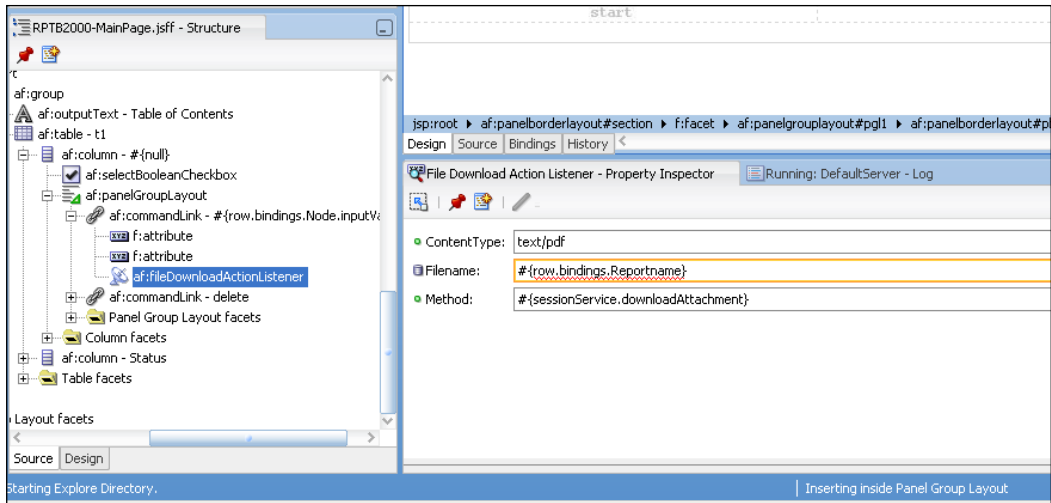 RPTB2000-MainPage.jsff - Structure
af:group
af:outputText - Table of Contents
af:table - t1
af:column - #{null}
af:selectBooleanCheckbox
af:panelGroupLayout
af:commandLink - #{row.bindings.Node.inputVa
f:attribute
f:attribute
af:fileDownloadActionListener
af:commandLink - delete
Panel Group Layout facets
Column facets
af:column - Status
Table facets
Layout facets
Source Design
start
jsp:root af:panelborderlayout#section f:facet af:panelgrouplayout#pgl1 af:panelborderlayout#pl
Design Source Bindings History
File Download Action Listener - Property Inspector
Running: DefaultServer - Log
ContentType: text/pdf
Filename: #{row.bindings.Reportname}
Method: #{sessionService.downloadAttachment}
Starting Explore Directory.
Inserting inside Panel Group Layout